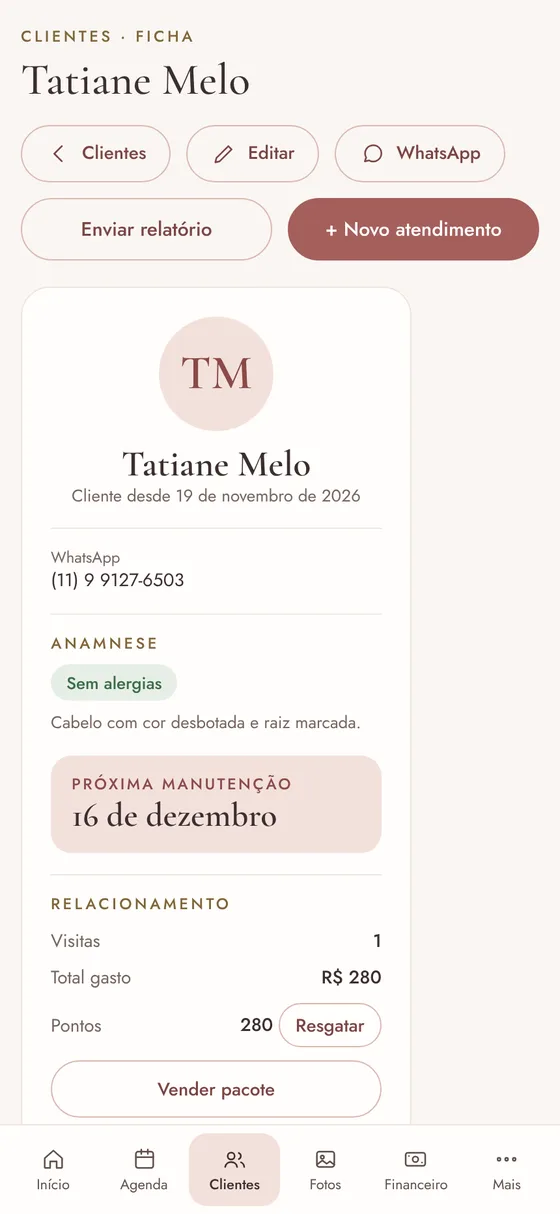 CLIENTES · FICHA
Tatiane Melo
Clientes
Editar
WhatsApp
Enviar relatório
+ Novo atendimento
TM
Tatiane Melo
Cliente desde 19 de novembro de 2026
WhatsApp
(11) 9 9127-6503
ANAMNESE
Sem alergias
Cabelo com cor desbotada e raiz marcada.
PRÓXIMA MANUTENÇÃO
16 de dezembro
RELACIONAMENTO
Visitas 1
Total gasto R$ 280
Pontos 280 Resgatar
Vender pacote
Início
Agenda
Clientes
Fotos
Financeiro
Mais